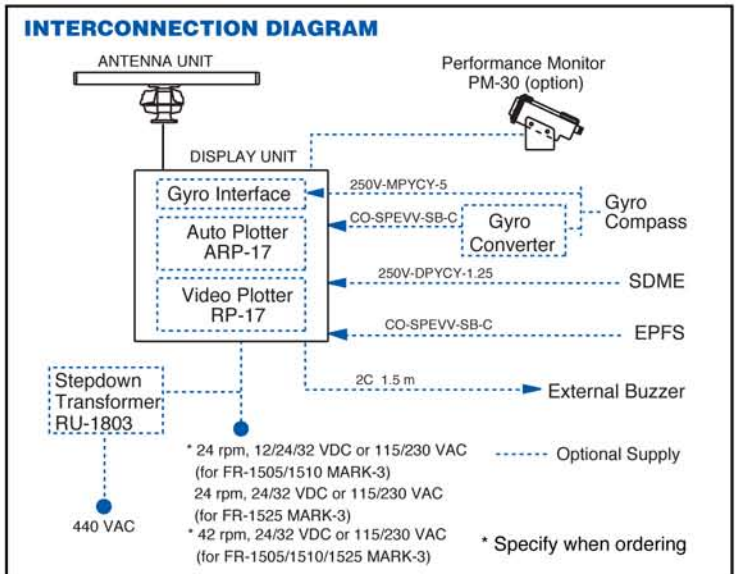 INTERCONNECTION DIAGRAM
ANTENNA UNIT
Performance Monitor
PM-30 (option)
DISPLAY UNIT
Gyro Interface
250V-MPYCY-5
Gyro
Compass
Auto Plotter
ARP-17
CO-SPEVV-SB-C
Gyro
Converter
250V-DPYCY-1.25
SDME
Video Plotter
RP-17
CO-SPEVV-SB-C
EPFS
Stepdown
Transformer
RU-1803
2C 1.5 m
External Buzzer
* 24 rpm, 12/24/32 VDC or 115/230 VAC
(for FR-1505/1510 MARK-3)
24 rpm, 24/32 VDC or 115/230 VAC
(for FR-1525 MARK-3)
* 42 rpm, 24/32 VDC or 115/230 VAC
(for FR-1505/1510/1525 MARK-3)
Optional Supply
440 VAC
* Specify when ordering